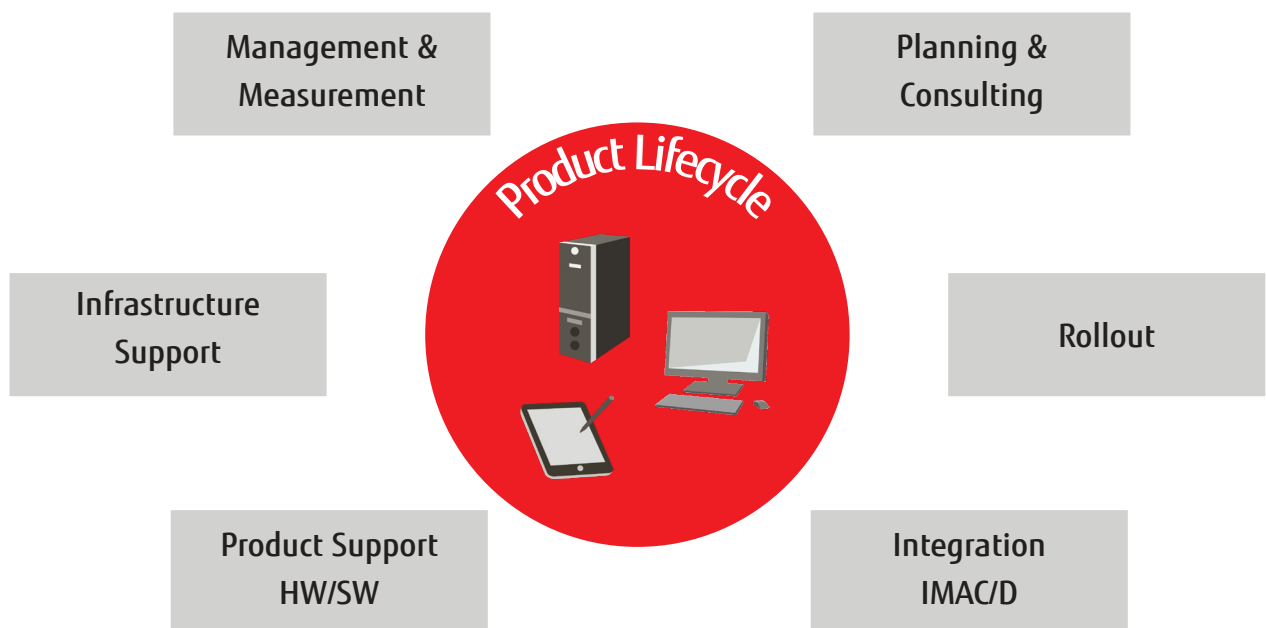 Management &
Measurement
Planning &
Consulting
Product Lifecycle
Infrastructure
Support
Rollout
Product Support
HW/SW
Integration
IMAC/D